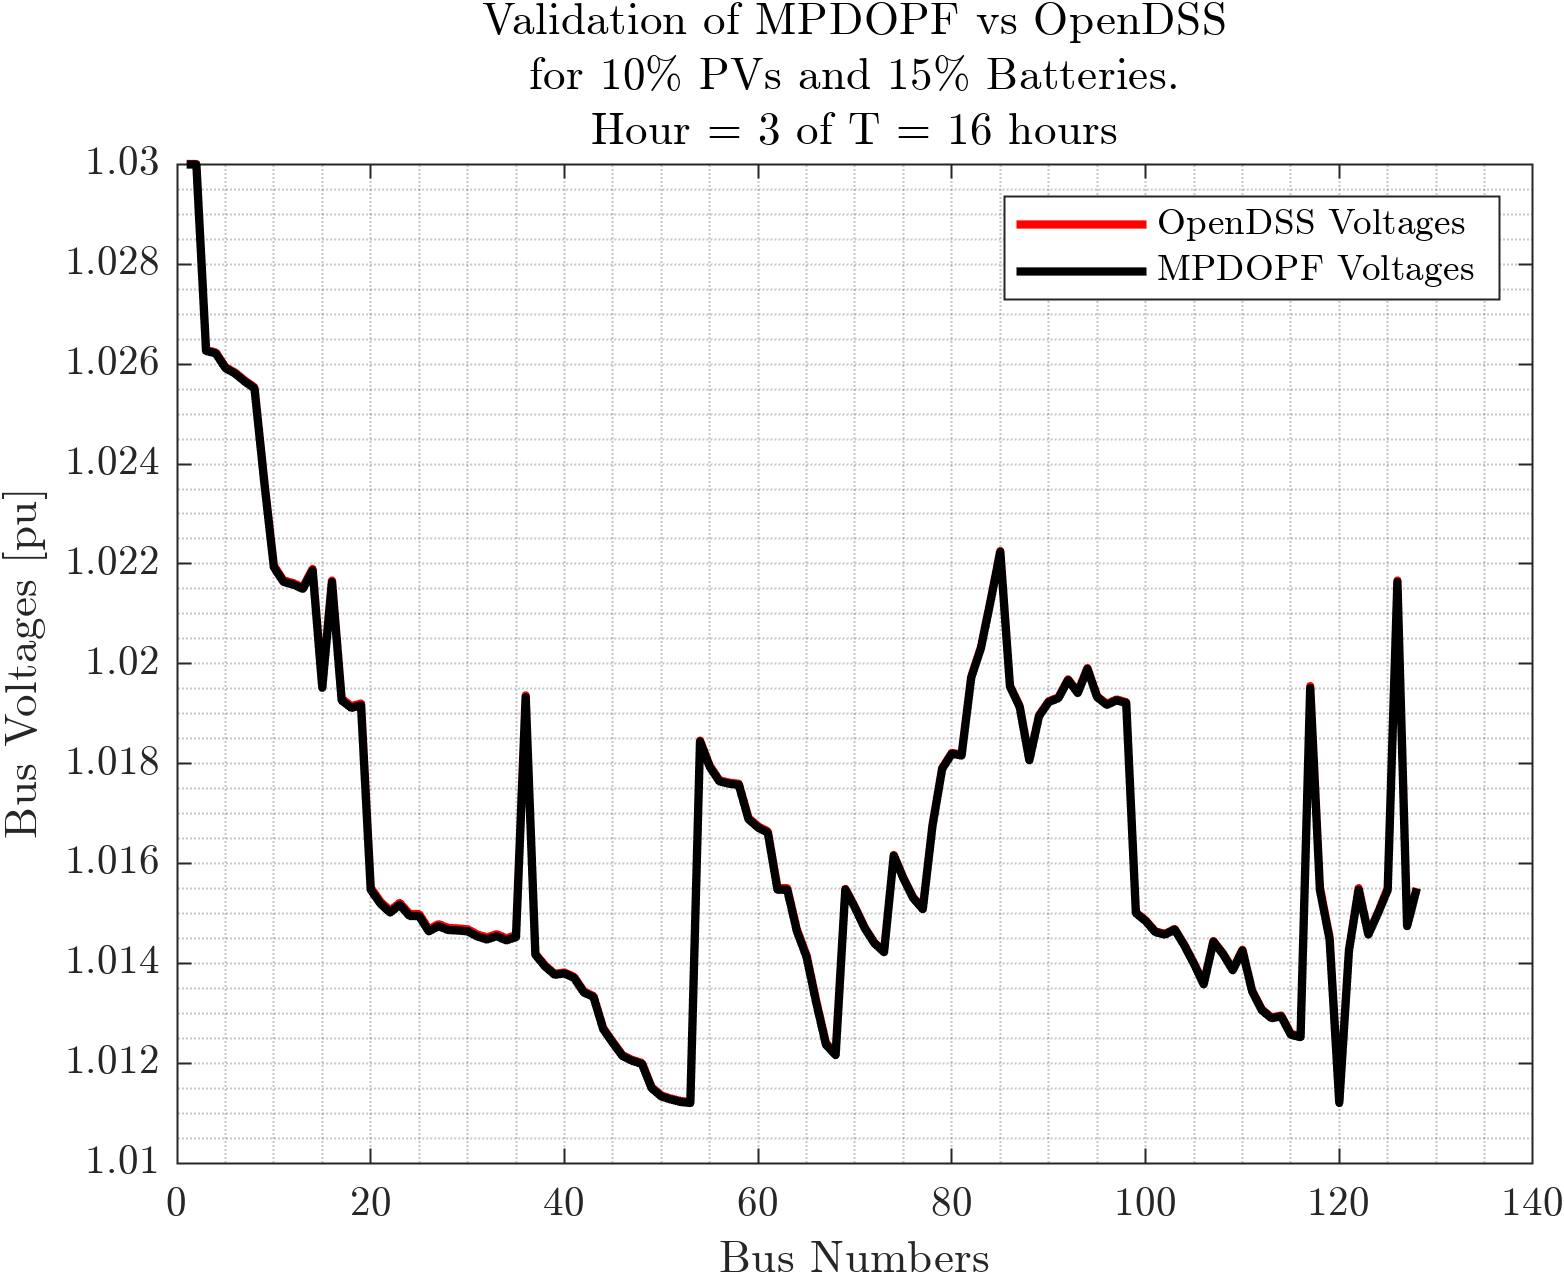 Validation of MPDOPF vs OpenDSS
for 10% PVs and 15% Batteries.
Hour = 3 of T = 16 hours
OpenDSS Voltages
MPDOPF Voltages
Bus Voltages [pu]
1.03
1.028
1.026
1.024
1.022
1.02
1.018
1.016
1.014
1.012
1.01
0 20 40 60 80 100 120 140
Bus Numbers